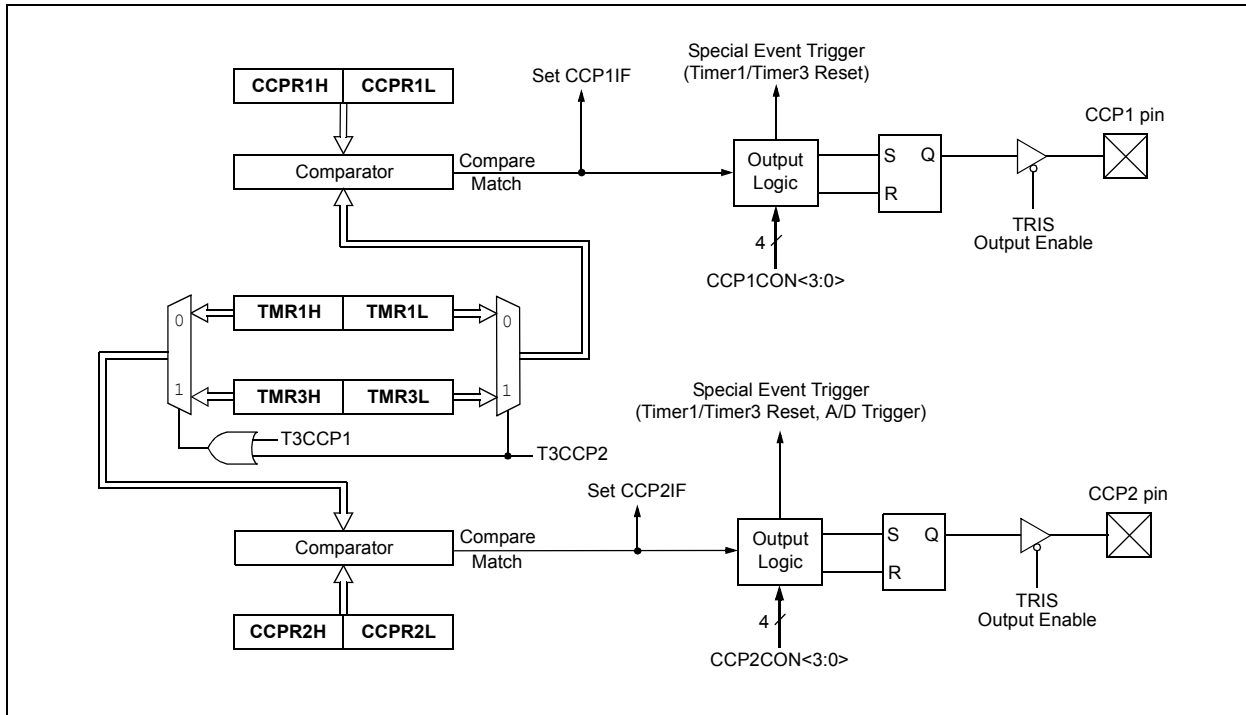 Special Event Trigger
(Timer1/Timer3 Reset)
Set CCP1IF
CCPR1H CCPR1L
CCP1 pin
Comparator
Compare
Match
Output
Logic
S Q
R
TRIS
Output Enable
4
CCP1CON<3:0>
0 TMR1H TMR1L 0
1 TMR3H TMR3L 1
T3CCP1
T3CCP2
Special Event Trigger
(Timer1/Timer3 Reset, A/D Trigger)
Set CCP2IF
CCP2 pin
Comparator
Compare
Match
Output
Logic
S Q
R
TRIS
Output Enable
4
CCPR2H CCPR2L
CCP2CON<3:0>